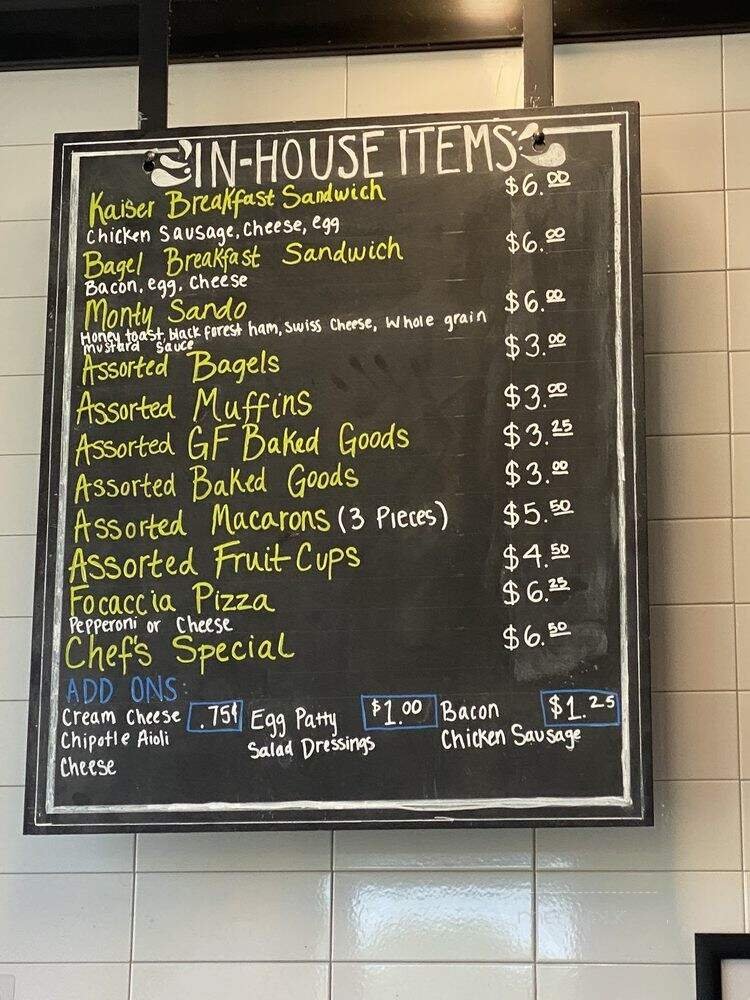 IN-HOUSE ITEMS
Kaiser Breakfast Sandwich $6.00
Chicken Sausage, Cheese, egg
Bagel Breakfast Sandwich $6.00
Bacon, egg, Cheese
Monty Sando $6.00
Honey toast, black forest ham, Swiss Cheese, Whole grain
mustard sauce
Assorted Bagels $3.00
Assorted Muffins $3.00
Assorted GF Baked Goods $3.25
Assorted Baked Goods $3.00
Assorted Macarons (3 Pieces) $5.50
Assorted Fruit Cups $4.50
Focaccia Pizza $6.25
Pepperoni or Cheese
Chef's Special $6.50
ADD ONS:
Cream Cheese .75¢ Egg Patty $1.00 Bacon $1.25
Chipotle Aioli Salad Dressings Chicken Sausage
Cheese